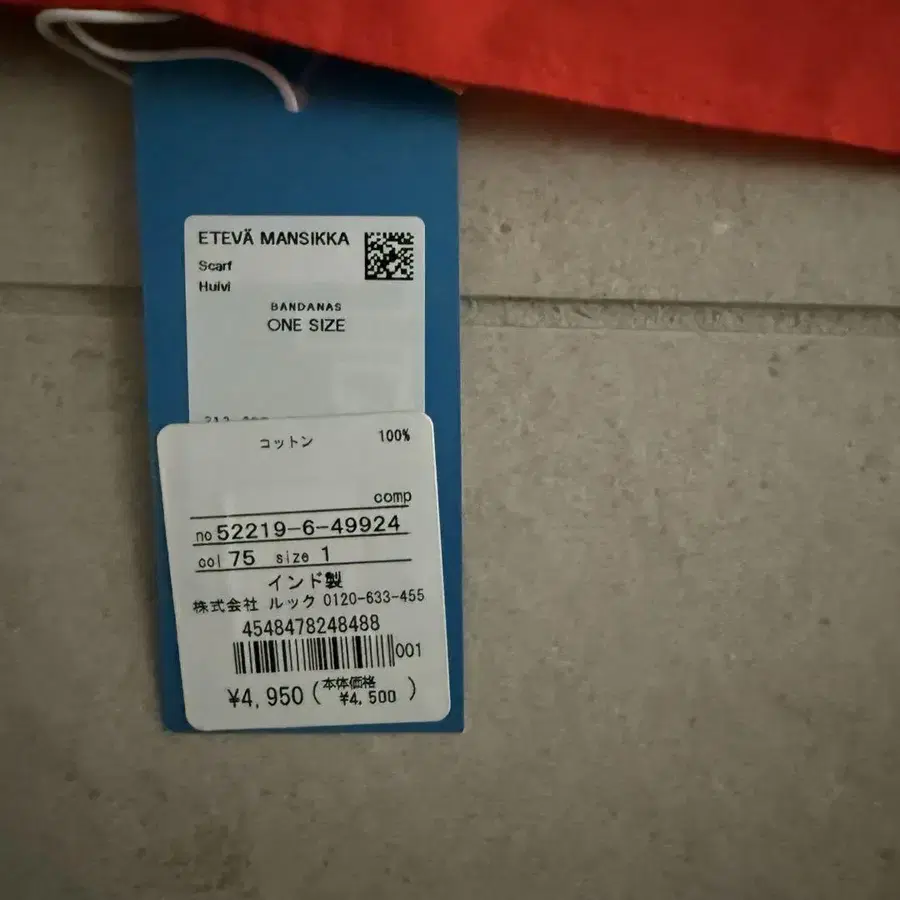 ETEVÄ MANSIKKA
Scarf
Huivi
BANDANAS
ONE SIZE
コットン 100%
comp
no 52219-6-49924
col 75 size 1
インド製
株式会社 ルック 0120-633-455
4548478248488
001
¥4,950 (本体価格 ¥4,500)